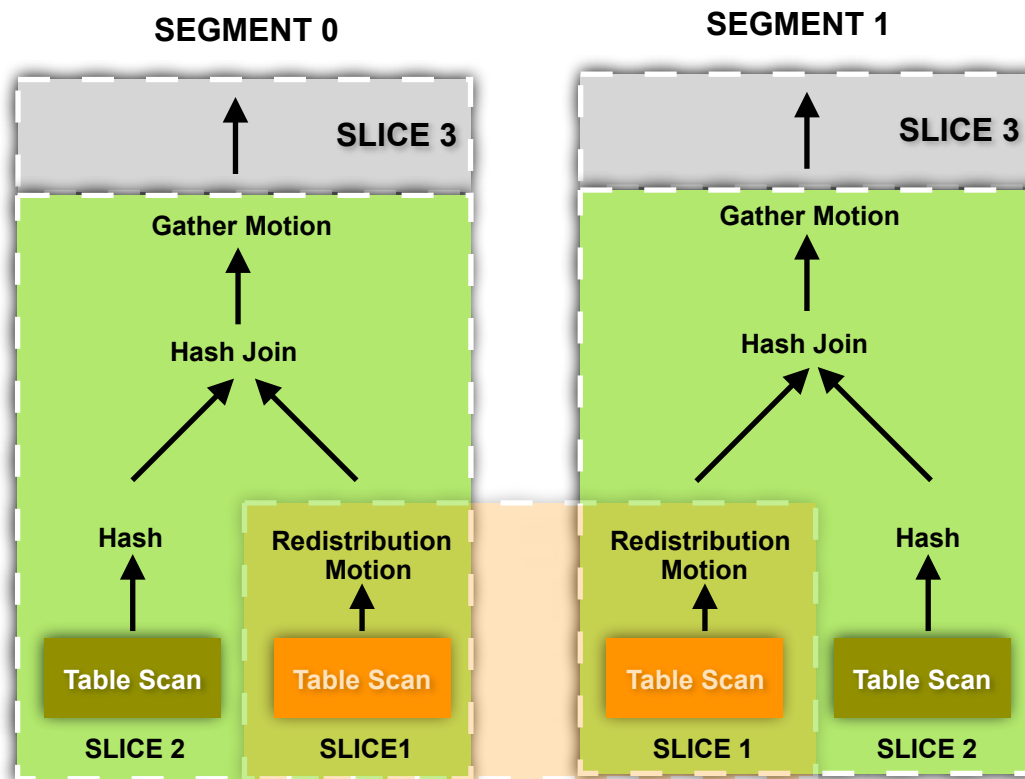 SEGMENT 0
SEGMENT 1
SLICE 3
SLICE 3
Gather Motion
Gather Motion
Hash Join
Hash Join
Hash
Redistribution
Motion
Redistribution
Motion
Hash
Table Scan
Table Scan
Table Scan
Table Scan
SLICE 2
SLICE1
SLICE 1
SLICE 2